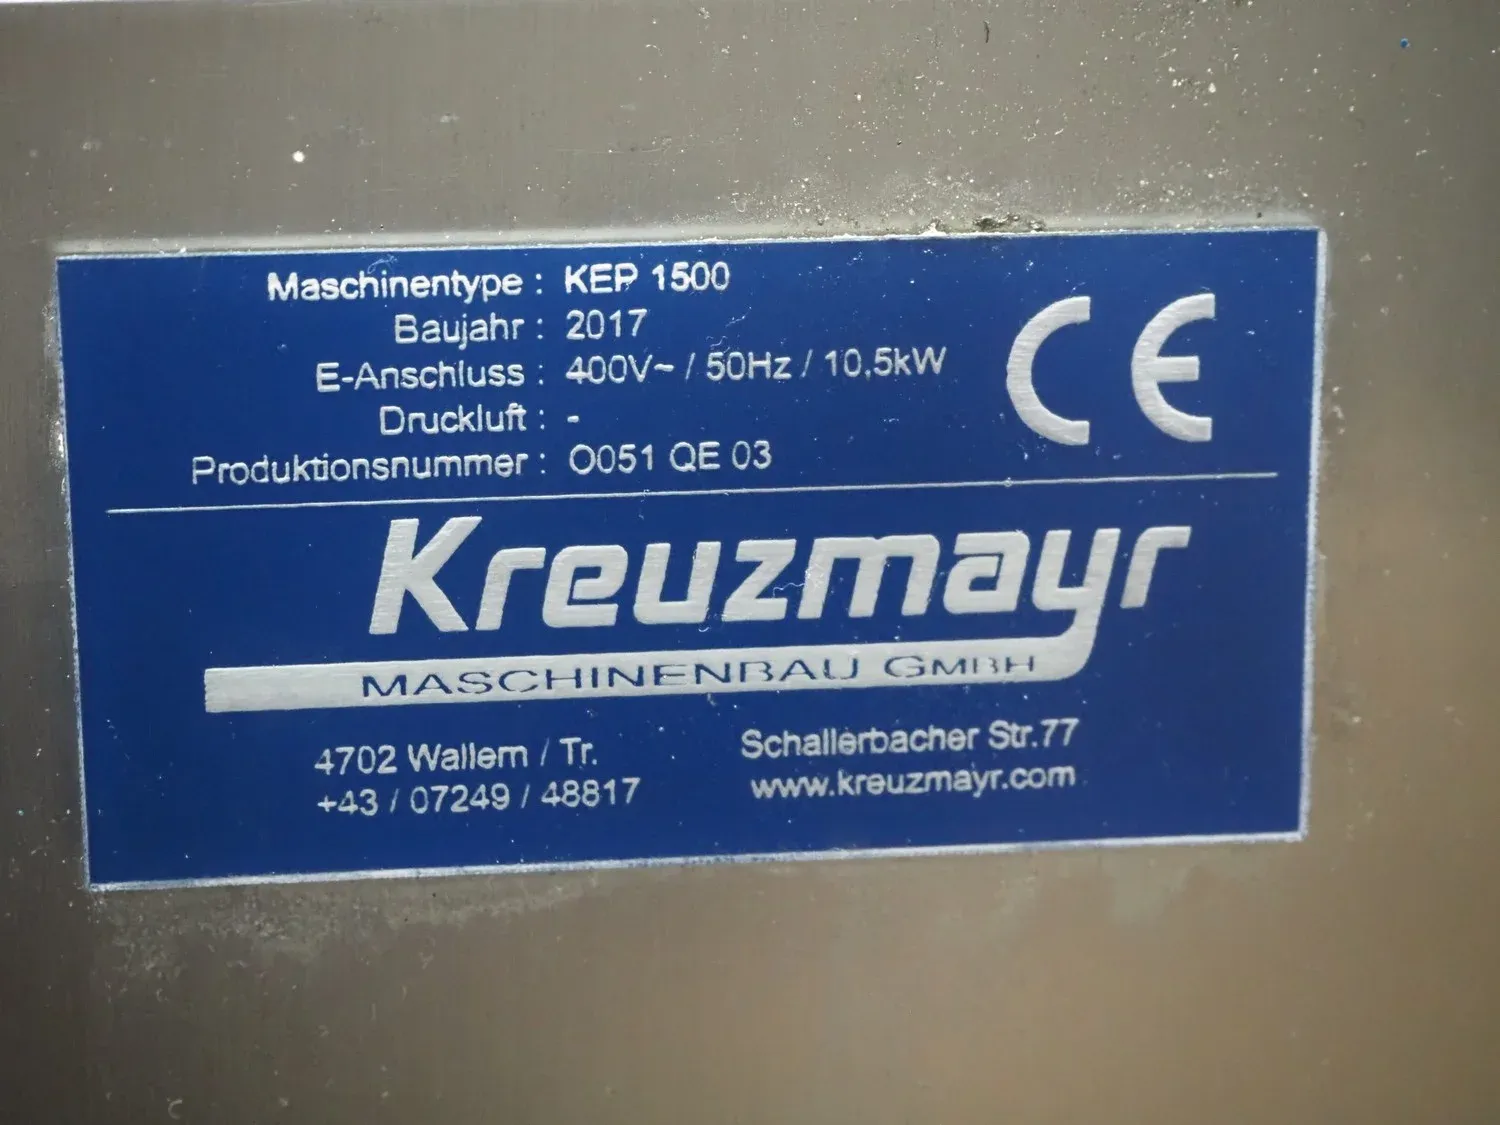 Maschinentype : KEP 1500
Baujahr : 2017
E-Anschluss : 400V~ / 50Hz / 10,5kW
Druckluft : -
Produktionsnummer : O051 QE 03
CE
Kreuzmayr
MASCHINENBAU GMBH
4702 Wallern / Tr.
Schallerbacher Str.77
+43 / 07249 / 48817
www.kreuzmayr.com